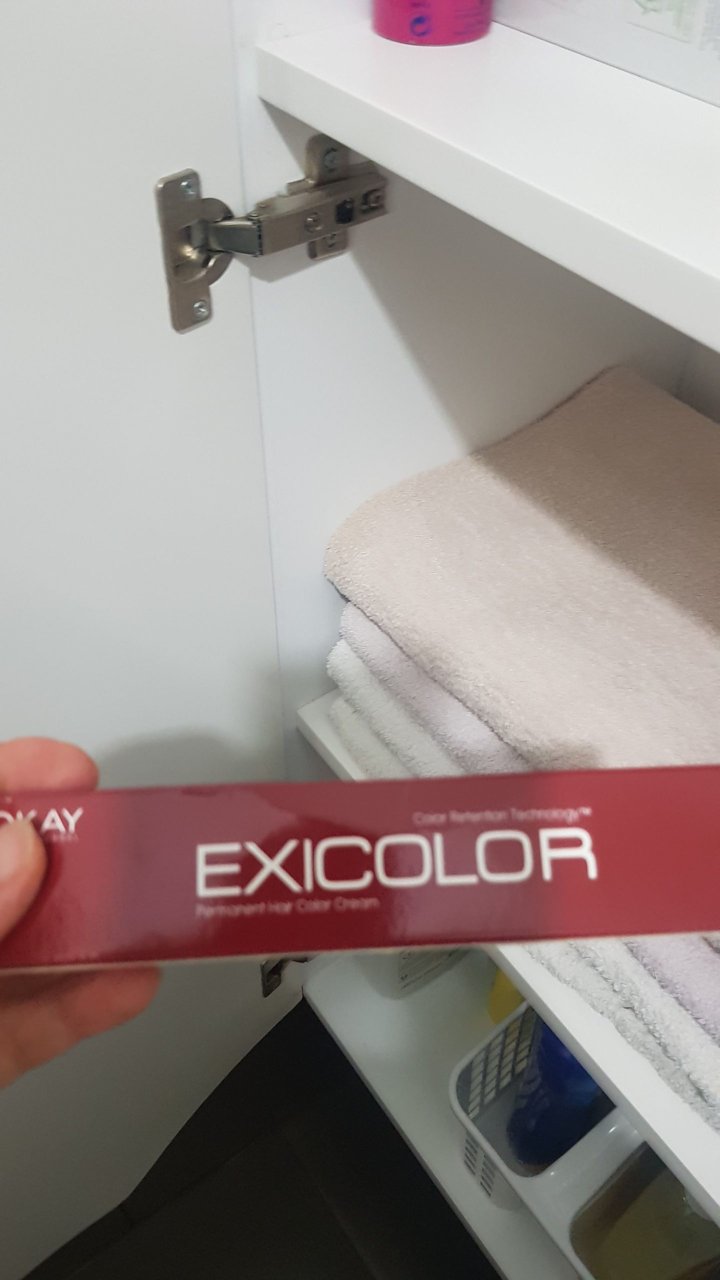 Color Retention Technology™
EXICOLOR
Permanent Hair Color Cream